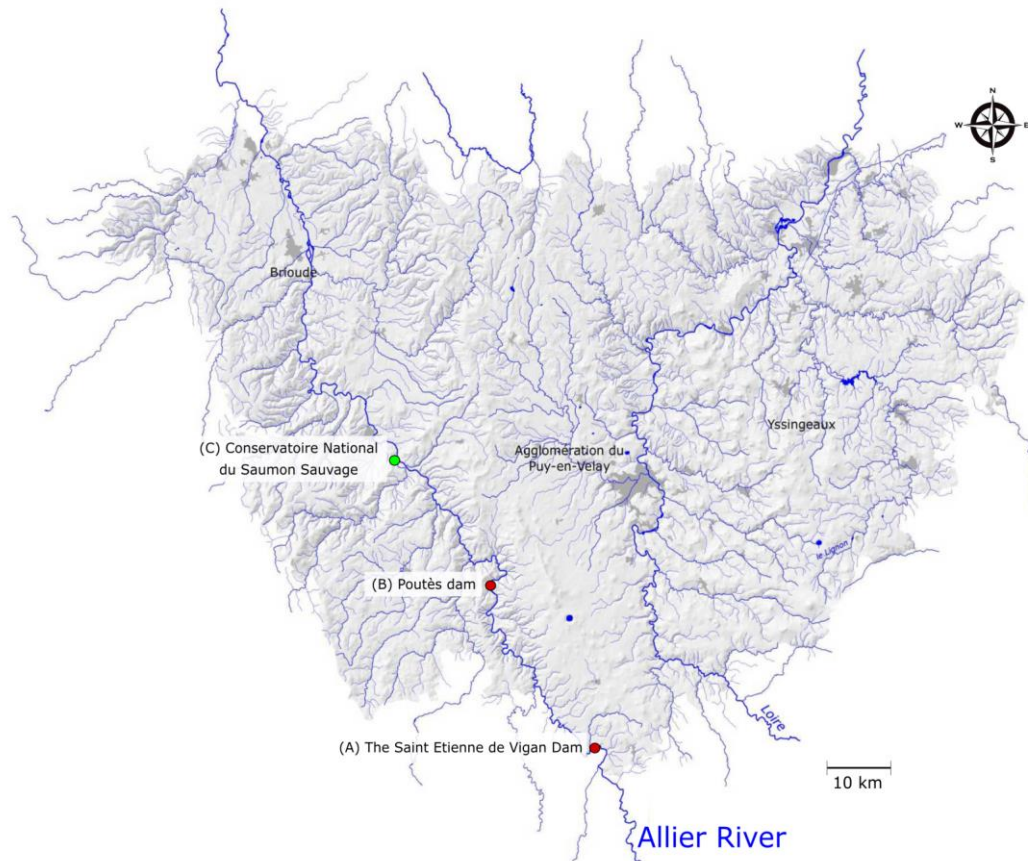 N
W
E
S
Brioude
Yssingeaux
(C) Conservatoire National
du Saumon Sauvage
Agglomération du
Puy-en-Velay
le Lignon
(B) Poutès dam
Loire
(A) The Saint Etienne de Vigan Dam
10 km
Allier River